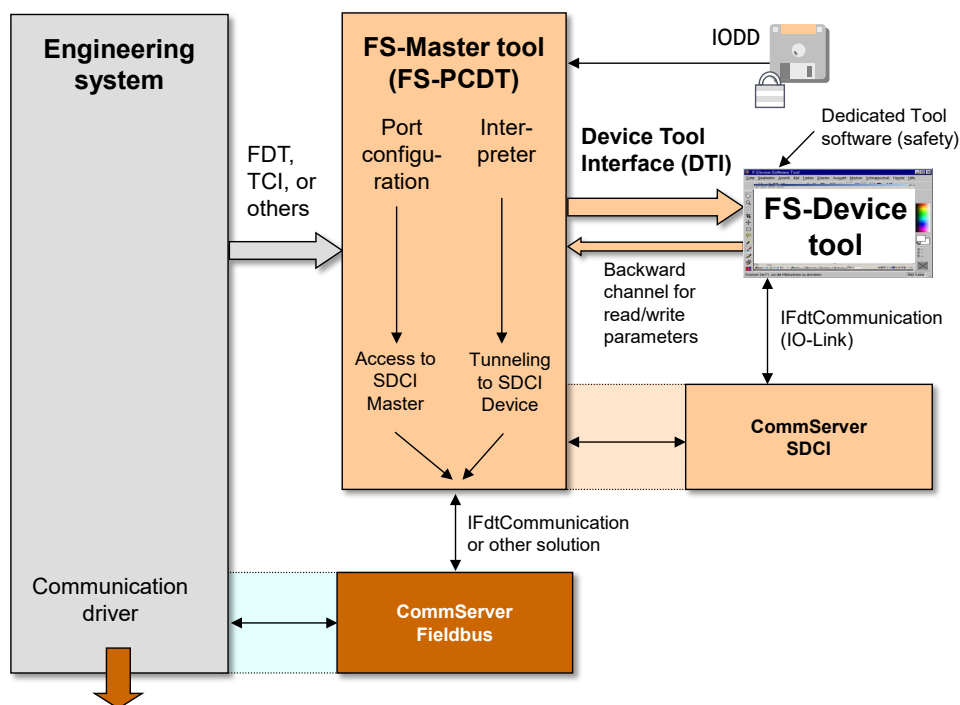 Engineering
system
FS-Master tool
(FS-PCDT)
IODD
Port
configu-
ration
Inter-
preter
Device Tool
Interface (DTI)
Dedicated Tool
software (safety)
FDT,
TCI, or
others
FS-Device
tool
Backward
channel for
read/write
parameters
IFdtCommunication
(IO-Link)
Access to
SDCI
Master
Tunneling
to SDCI
Device
CommServer
SDCI
IFdtCommunication
or other solution
Communication
driver
CommServer
Fieldbus